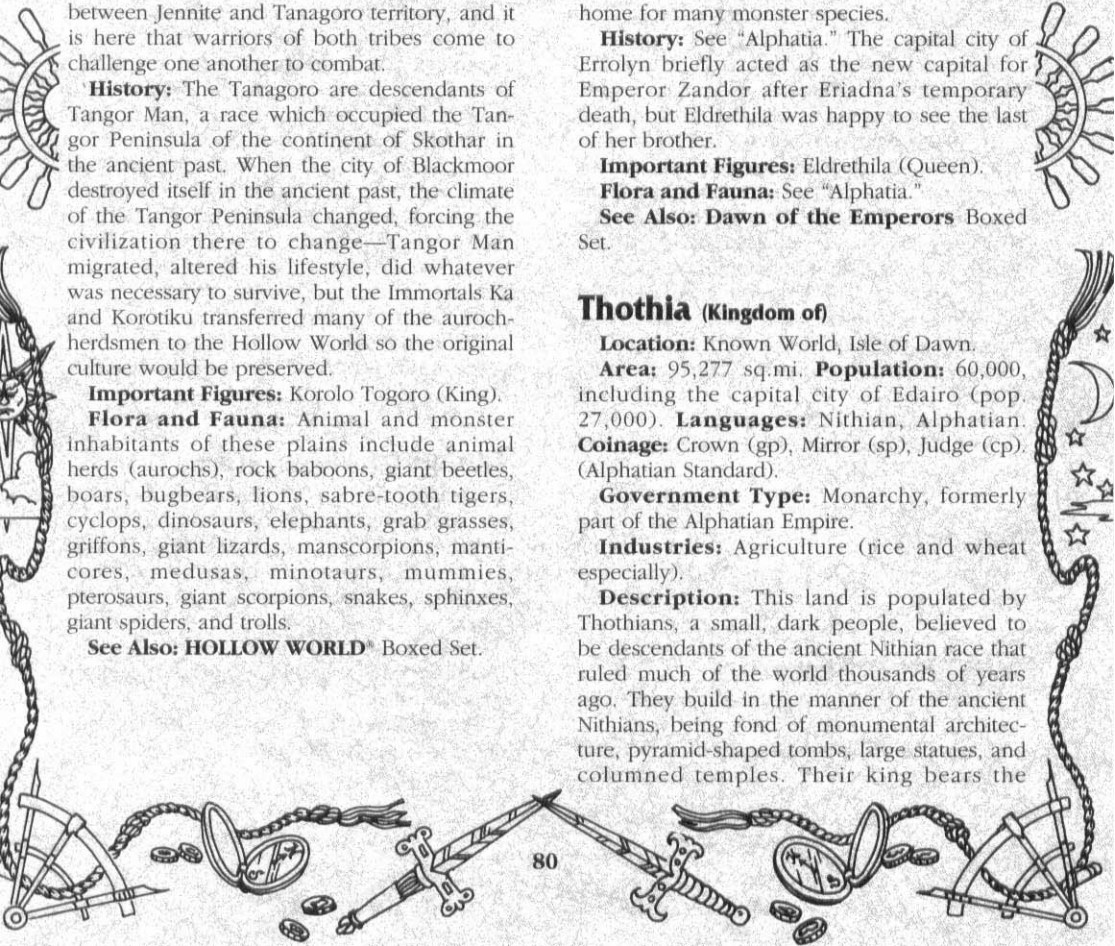 between Jennite and Tanagoro territory, and it
is here that warriors of both tribes come to
challenge one another to combat.
History: The Tanagoro are descendants of
Tangor Man, a race which occupied the Tan-
gor Peninsula of the continent of Skothar in
the ancient past. When the city of Blackmoor
destroyed itself in the ancient past, the climate
of the Tangor Peninsula changed, forcing the
civilization there to change—Tangor Man
migrated, altered his lifestyle, did whatever
was necessary to survive, but the Immortals Ka
and Korotiku transferred many of the auroch-
herdsmen to the Hollow World so the original
culture would be preserved.
Important Figures: Korolo Togoro (King).
Flora and Fauna: Animal and monster
inhabitants of these plains include animal
herds (aurochs), rock baboons, giant beetles,
boars, bugbears, lions, sabre-tooth tigers,
cyclops, dinosaurs, elephants, grab grasses,
griffons, giant lizards, manscorpions, manti-
cores, medusas, minotaurs, mummies,
pterosaurs, giant scorpions, snakes, sphinxes,
giant spiders, and trolls.
See Also: HOLLOW WORLD® Boxed Set.
home for many monster species.
History: See “Alphatia.” The capital city of
Errolyn briefly acted as the new capital for
Emperor Zandor after Eriadna's temporary
death, but Eldrethila was happy to see the last
of her brother.
Important Figures: Eldrethila (Queen).
Flora and Fauna: See “Alphatia.”
See Also: Dawn of the Emperors Boxed
Set.
Thothia (Kingdom of)
Location: Known World, Isle of Dawn.
Area: 95,277 sq.mi. Population: 60,000,
including the capital city of Edairo (pop.
27,000). Languages: Nithian, Alphatian.
Coinage: Crown (gp), Mirror (sp), Judge (cp).
(Alphatian Standard).
Government Type: Monarchy, formerly
part of the Alphatian Empire.
Industries: Agriculture (rice and wheat
especially).
Description: This land is populated by
Thothians, a small, dark people, believed to
be descendants of the ancient Nithian race that
ruled much of the world thousands of years
ago. They build in the manner of the ancient
Nithians, being fond of monumental architec-
ture, pyramid-shaped tombs, large statues, and
columned temples. Their king bears the
80